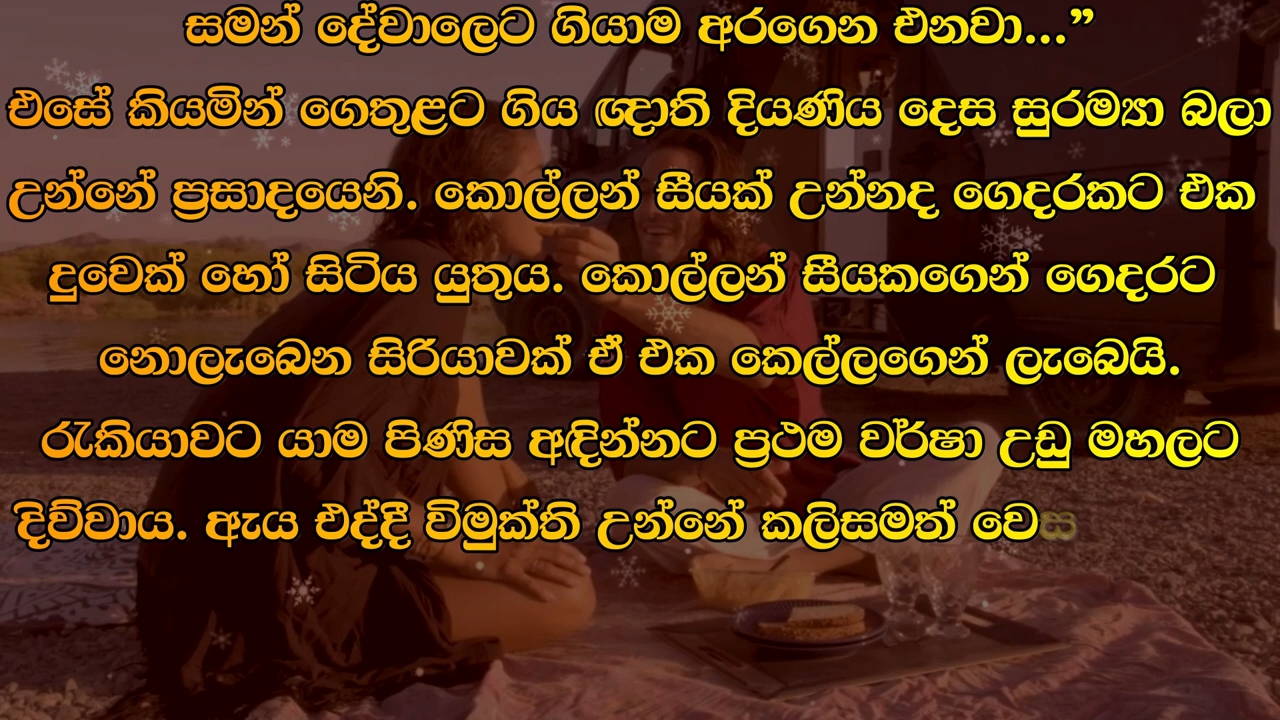 සමන් දේවාලෙට ගියාම අරගෙන එනවා...”
එසේ කියමින් ගෙතුළට ගිය ඥාති දියණිය දෙස සුරම්‍යා බලා
උන්නේ ප්‍රසාදයෙනි. කොල්ලන් සීයක් උන්නද ගෙදරකට එක
දුවෙක් හෝ සිටිය යුතුය. කොල්ලන් සීයකගෙන් ගෙදරට
නොලැබෙන සිරියාවක් ඒ එක කෙල්ලගෙන් ලැබෙයි.
රැකියාවට යාම පිණිස අඳින්නට ප්‍රථම වර්ෂා උඩු මහලට
දිව්වාය. ඇය එද්දී විමුක්ති උන්නේ කලිසමත් වෙස